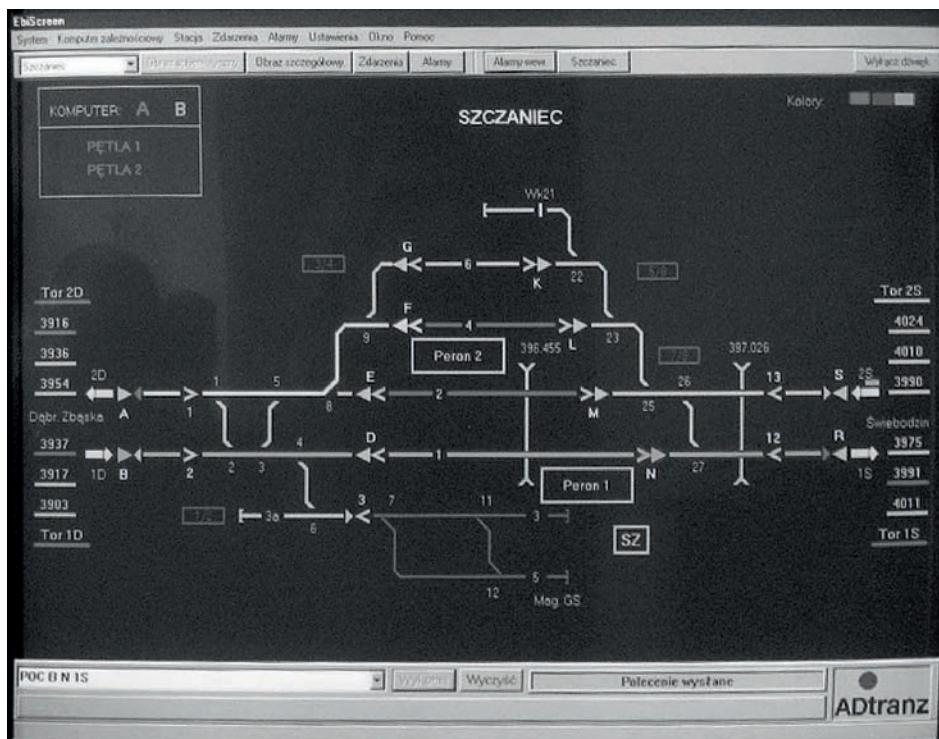 EbiScreen
System Komputer zależnościowy Stacja Zdarzenia Alarmy Ustawienia Okno Pomoc
Szczaniec Obraz szczegółowy Zdarzenia Alarmy Szczaniec Wyłącz dźwięk
KOMPUTER: A B
PĘTLA 1
PĘTLA 2
SZCZANIEC
Kolory:
Wk21
G
6
K
22
Tor 2D
3916
3936
3954
F
4
L
9
23
Peron 2
396.455
397.026
Tor 2S
4024
4010
3990
2D
A
1
1
5
8
E
2
M
25
26
13
S
2S
Dąbr. Zbąska
Świebodzin
3937
3917
3903
Tor 1D
1D
B
2
2
3
4
D
1
N
27
12
R
1S
3975
3991
4011
Tor 1S
Peron 1
3a
6
3
7
11
3
SZ
12
5
Mag. GS
POC B N 1S
Wykonaj Wyczyść Polecenie wysłane
ADtranz